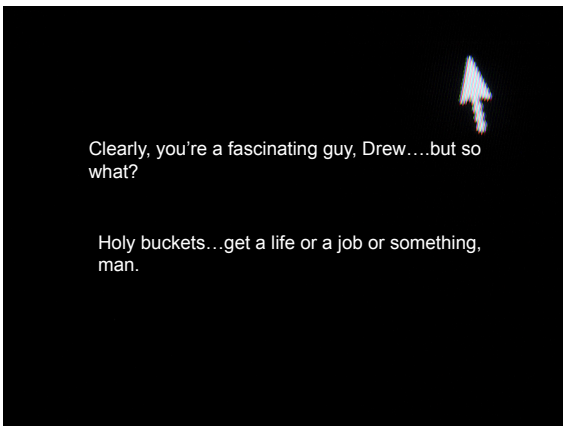 Clearly, you’re a fascinating guy, Drew….but so
what?
Holy buckets…get a life or a job or something,
man.